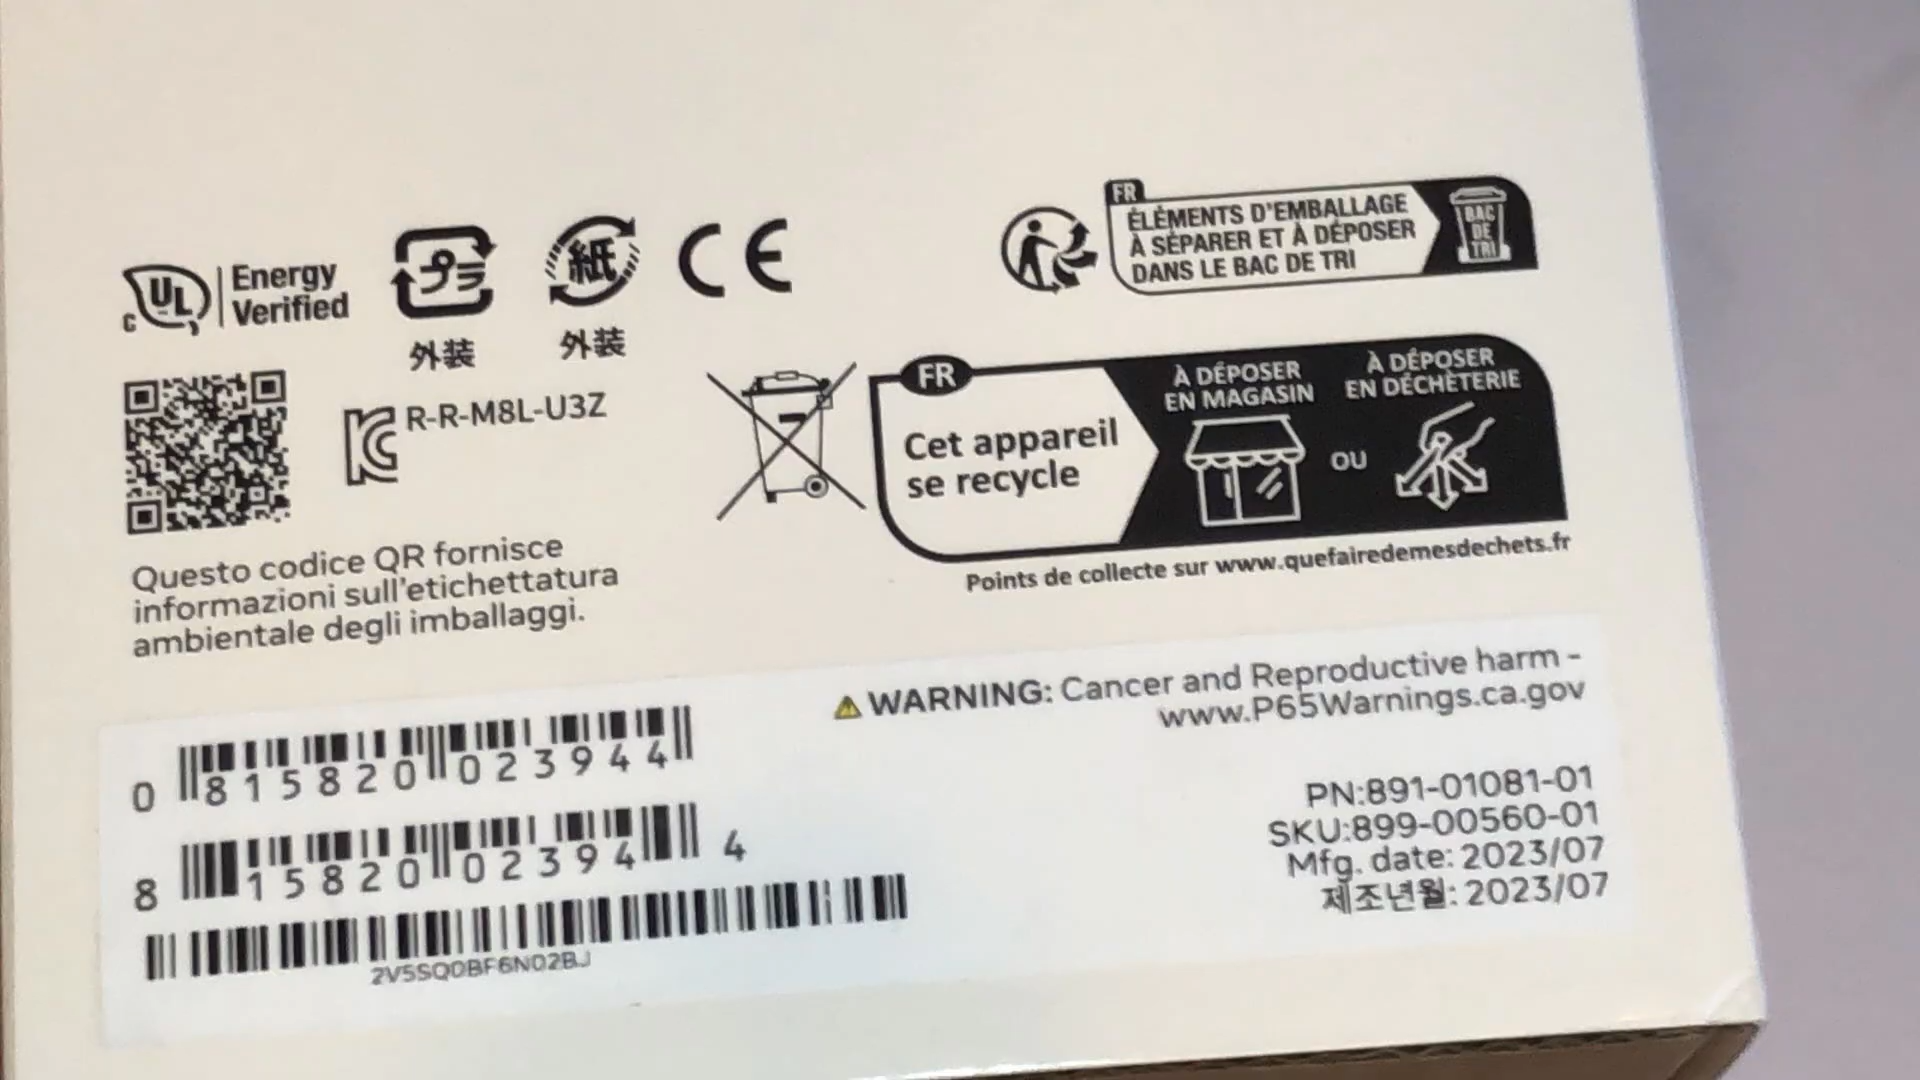 c UL Energy
Verified
プラ
外装
紙
外装
CE
FR
ÉLÉMENTS D'EMBALLAGE
À SÉPARER ET À DÉPOSER
DANS LE BAC DE TRI
BAC
DE
TRI
R-R-M8L-U3Z
FR
Cet appareil
se recycle
À DÉPOSER
EN MAGASIN
OU
À DÉPOSER
EN DÉCHÈTERIE
Points de collecte sur www.quefairedemesdechets.fr
Questo codice QR fornisce
informazioni sull'etichettatura
ambientale degli imballaggi.
WARNING: Cancer and Reproductive harm -
www.P65Warnings.ca.gov
0 815820 023944
8 15820 02394 4
2V5SQ0BF6N02BJ
PN:891-01081-01
SKU:899-00560-01
Mfg. date: 2023/07
제조년월: 2023/07